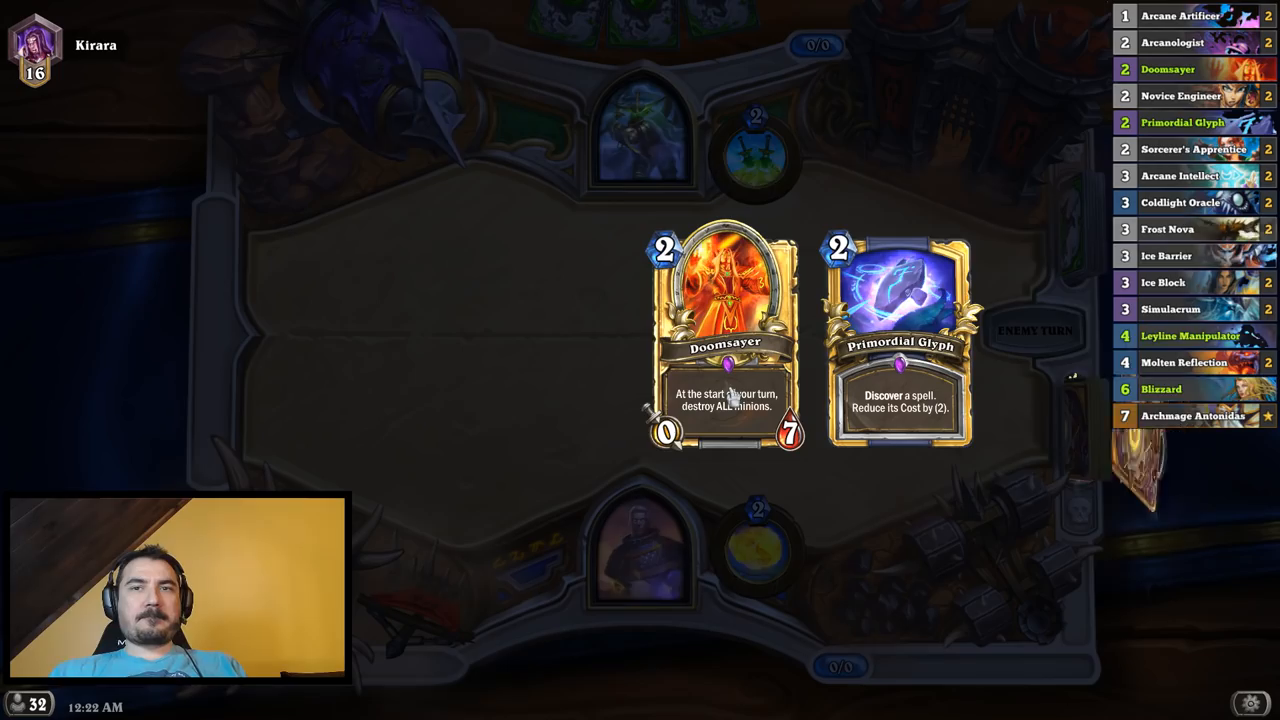 Kirara
16
0/0
2
2
Doomsayer
At the start of your turn,
destroy ALL minions.
0
7
2
Primordial Glyph
Discover a spell.
Reduce its Cost by (2).
ENEMY TURN
2
0/0
1 Arcane Artificer 2
2 Arcanologist 2
2 Doomsayer
2 Novice Engineer 2
2 Primordial Glyph
2 Sorcerer's Apprentice 2
3 Arcane Intellect 2
3 Coldlight Oracle 2
3 Frost Nova 2
3 Ice Barrier
3 Ice Block 2
3 Simulacrum 2
4 Leyline Manipulator
4 Molten Reflection 2
6 Blizzard
7 Archmage Antonidas
32
12:22 AM